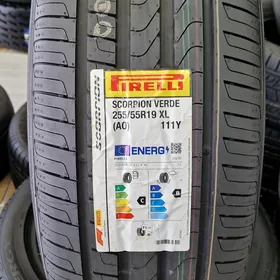 PIRELLI
SCORPION VERDE
255/55R19 XL
(AO) 111Y
ENERG
SCORPION